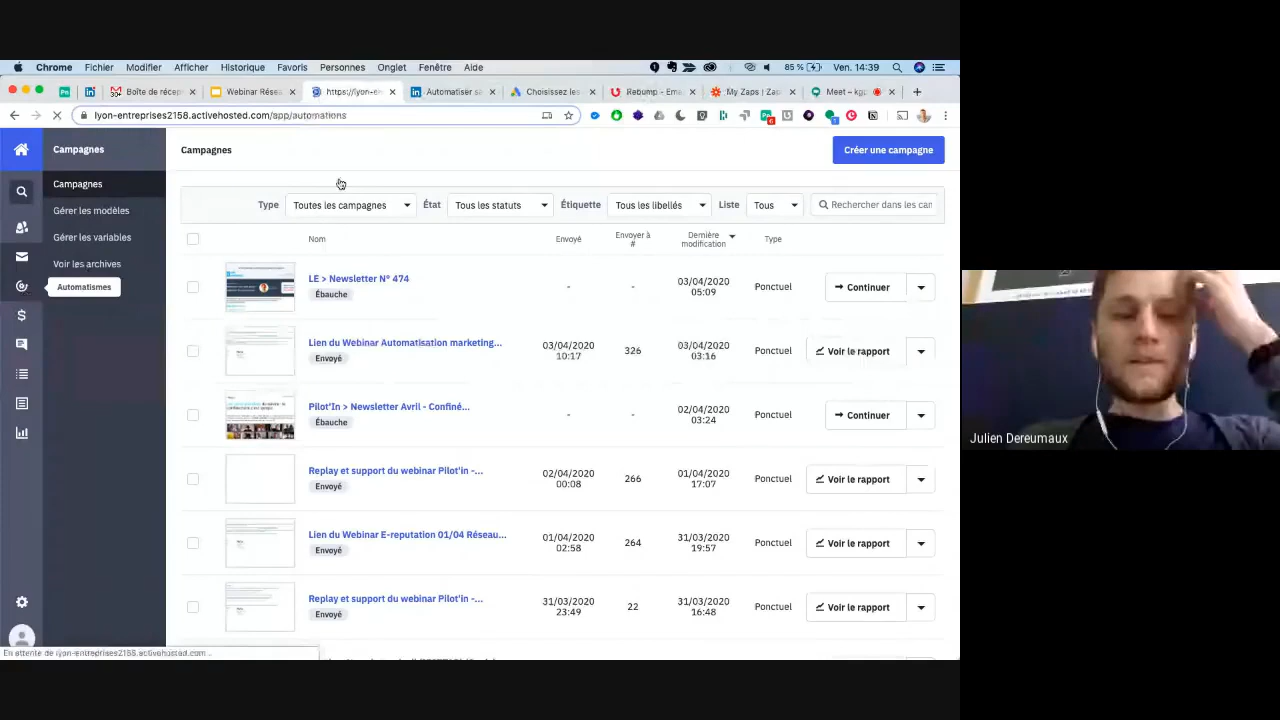 Chrome Fichier Modifier Afficher Historique Favoris Personnes Onglet Fenêtre Aide 85 % Ven. 14:39
Boîte de récep Webinar Résea https://lyon-en Automatiser sa Choisissez les Rebump - Ema My Zaps | Zap Meet – kg
lyon-entreprises2158.activehosted.com/app/automations
Campagnes
Campagnes
Créer une campagne
Campagnes
Gérer les modèles
Gérer les variables
Voir les archives
Automatismes
Type Toutes les campagnes État Tous les statuts Étiquette Tous les libellés Liste Tous Rechercher dans les can
Nom Envoyé Envoyer à # Dernière modification Type
LE > Newsletter N° 474
Ébauche
- - 03/04/2020 05:09 Ponctuel Continuer
Lien du Webinar Automatisation marketing...
Envoyé
03/04/2020 10:17 326 03/04/2020 03:16 Ponctuel Voir le rapport
Pilot'In > Newsletter Avril - Confiné...
Ébauche
- - 02/04/2020 03:24 Ponctuel Continuer
Replay et support du webinar Pilot'in -...
Envoyé
02/04/2020 00:08 266 01/04/2020 17:07 Ponctuel Voir le rapport
Lien du Webinar E-reputation 01/04 Réseau...
Envoyé
01/04/2020 02:58 264 31/03/2020 19:57 Ponctuel Voir le rapport
Replay et support du webinar Pilot'in -...
Envoyé
31/03/2020 23:49 22 31/03/2020 16:48 Ponctuel Voir le rapport
En attente de lyon-entreprises2158.activehosted.com...
Julien Dereumaux